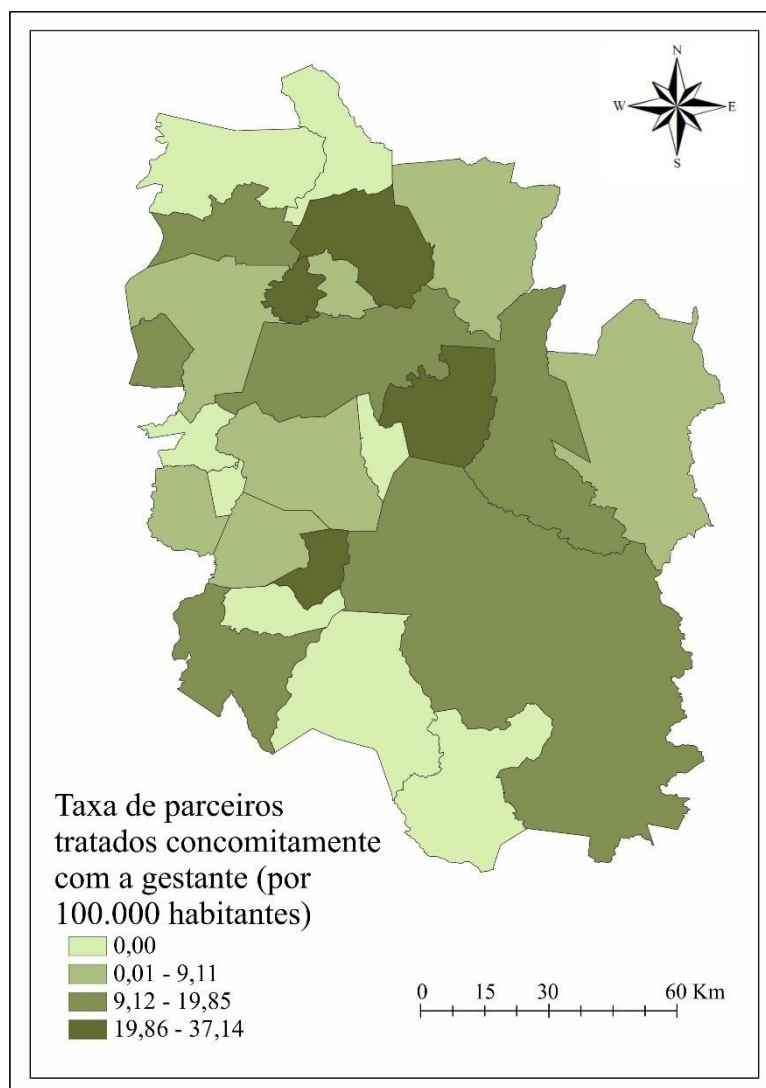 N
W E
S
Taxa de parceiros
tratados concomitamente
com a gestante (por
100.000 habitantes)
0,00
0,01 - 9,11
9,12 - 19,85
19,86 - 37,14
0 15 30 60 Km